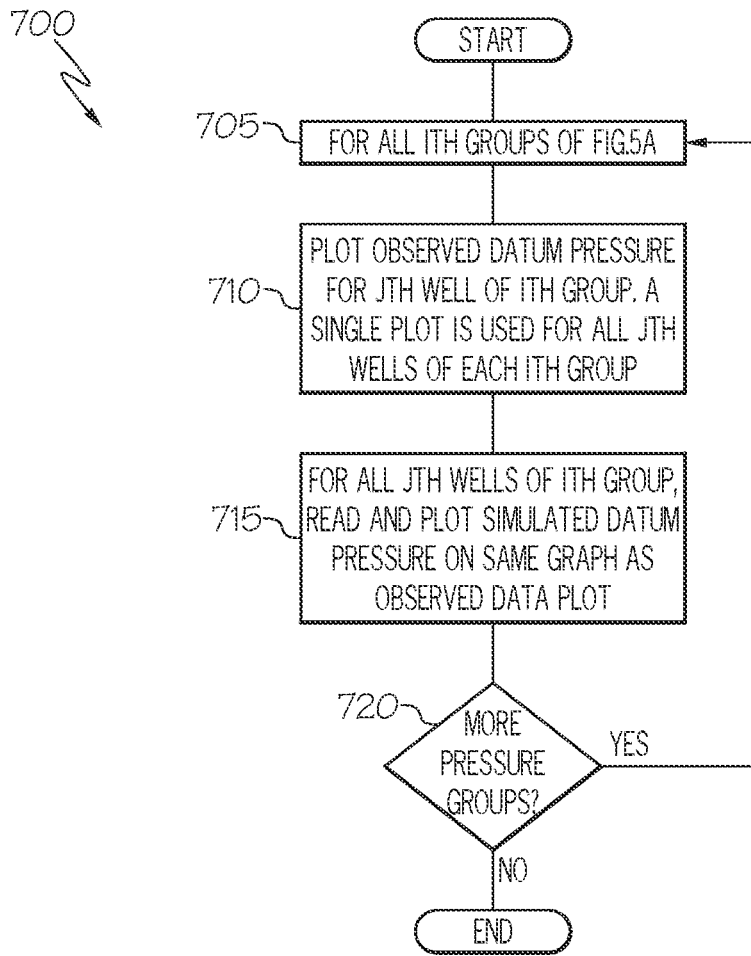 700
START
705
FOR ALL ITH GROUPS OF FIG.5A
710
PLOT OBSERVED DATUM PRESSURE
FOR JTH WELL OF ITH GROUP. A
SINGLE PLOT IS USED FOR ALL JTH
WELLS OF EACH ITH GROUP
715
FOR ALL JTH WELLS OF ITH GROUP,
READ AND PLOT SIMULATED DATUM
PRESSURE ON SAME GRAPH AS
OBSERVED DATA PLOT
720
MORE
PRESSURE
GROUPS?
YES
NO
END